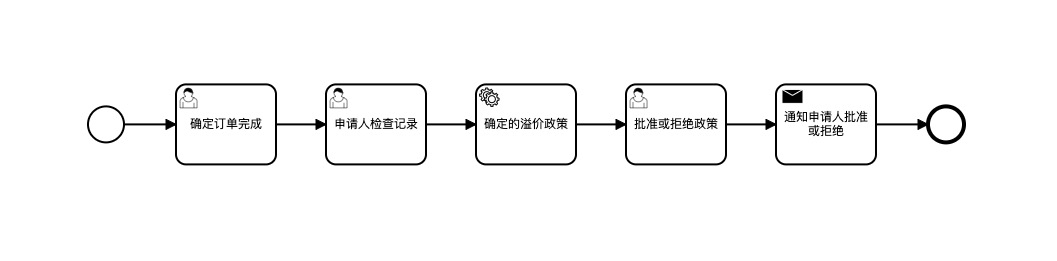 确定订单完成
申请人检查记录
确定的溢价政策
批准或拒绝政策
通知申请人批准
或拒绝